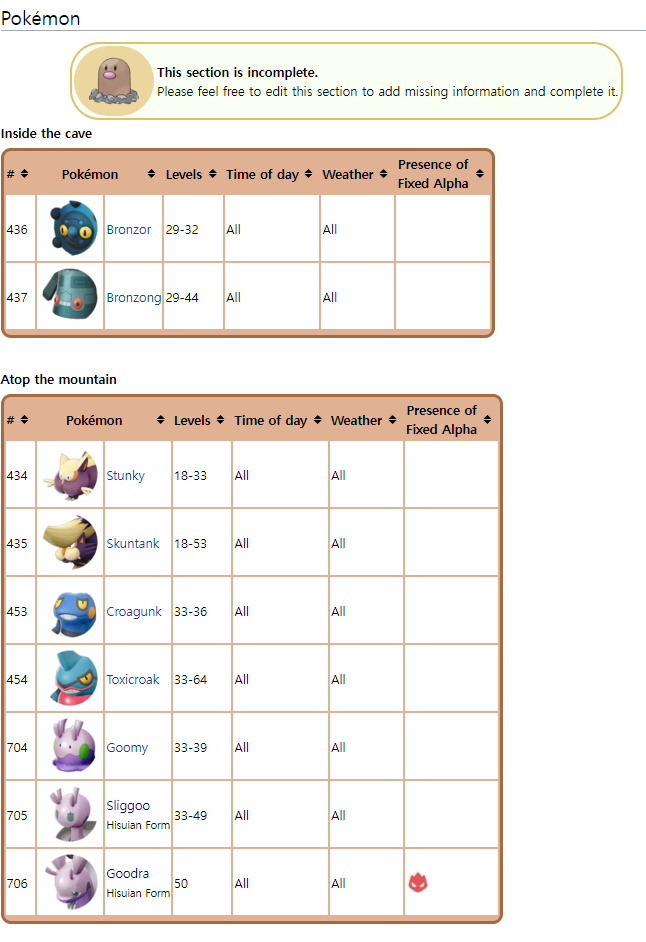 Pokémon
This section is incomplete.
Please feel free to edit this section to add missing information and complete it.
Inside the cave
# Pokémon Levels Time of day Weather Presence of
Fixed Alpha
436 Bronzor 29-32 All All
437 Bronzong 29-44 All All
Atop the mountain
# Pokémon Levels Time of day Weather Presence of
Fixed Alpha
434 Stunky 18-33 All All
435 Skuntank 18-53 All All
453 Croagunk 33-36 All All
454 Toxicroak 33-64 All All
704 Goomy 33-39 All All
705 Sliggoo 33-49 All All
Hisuian Form
706 Goodra 50 All All
Hisuian Form